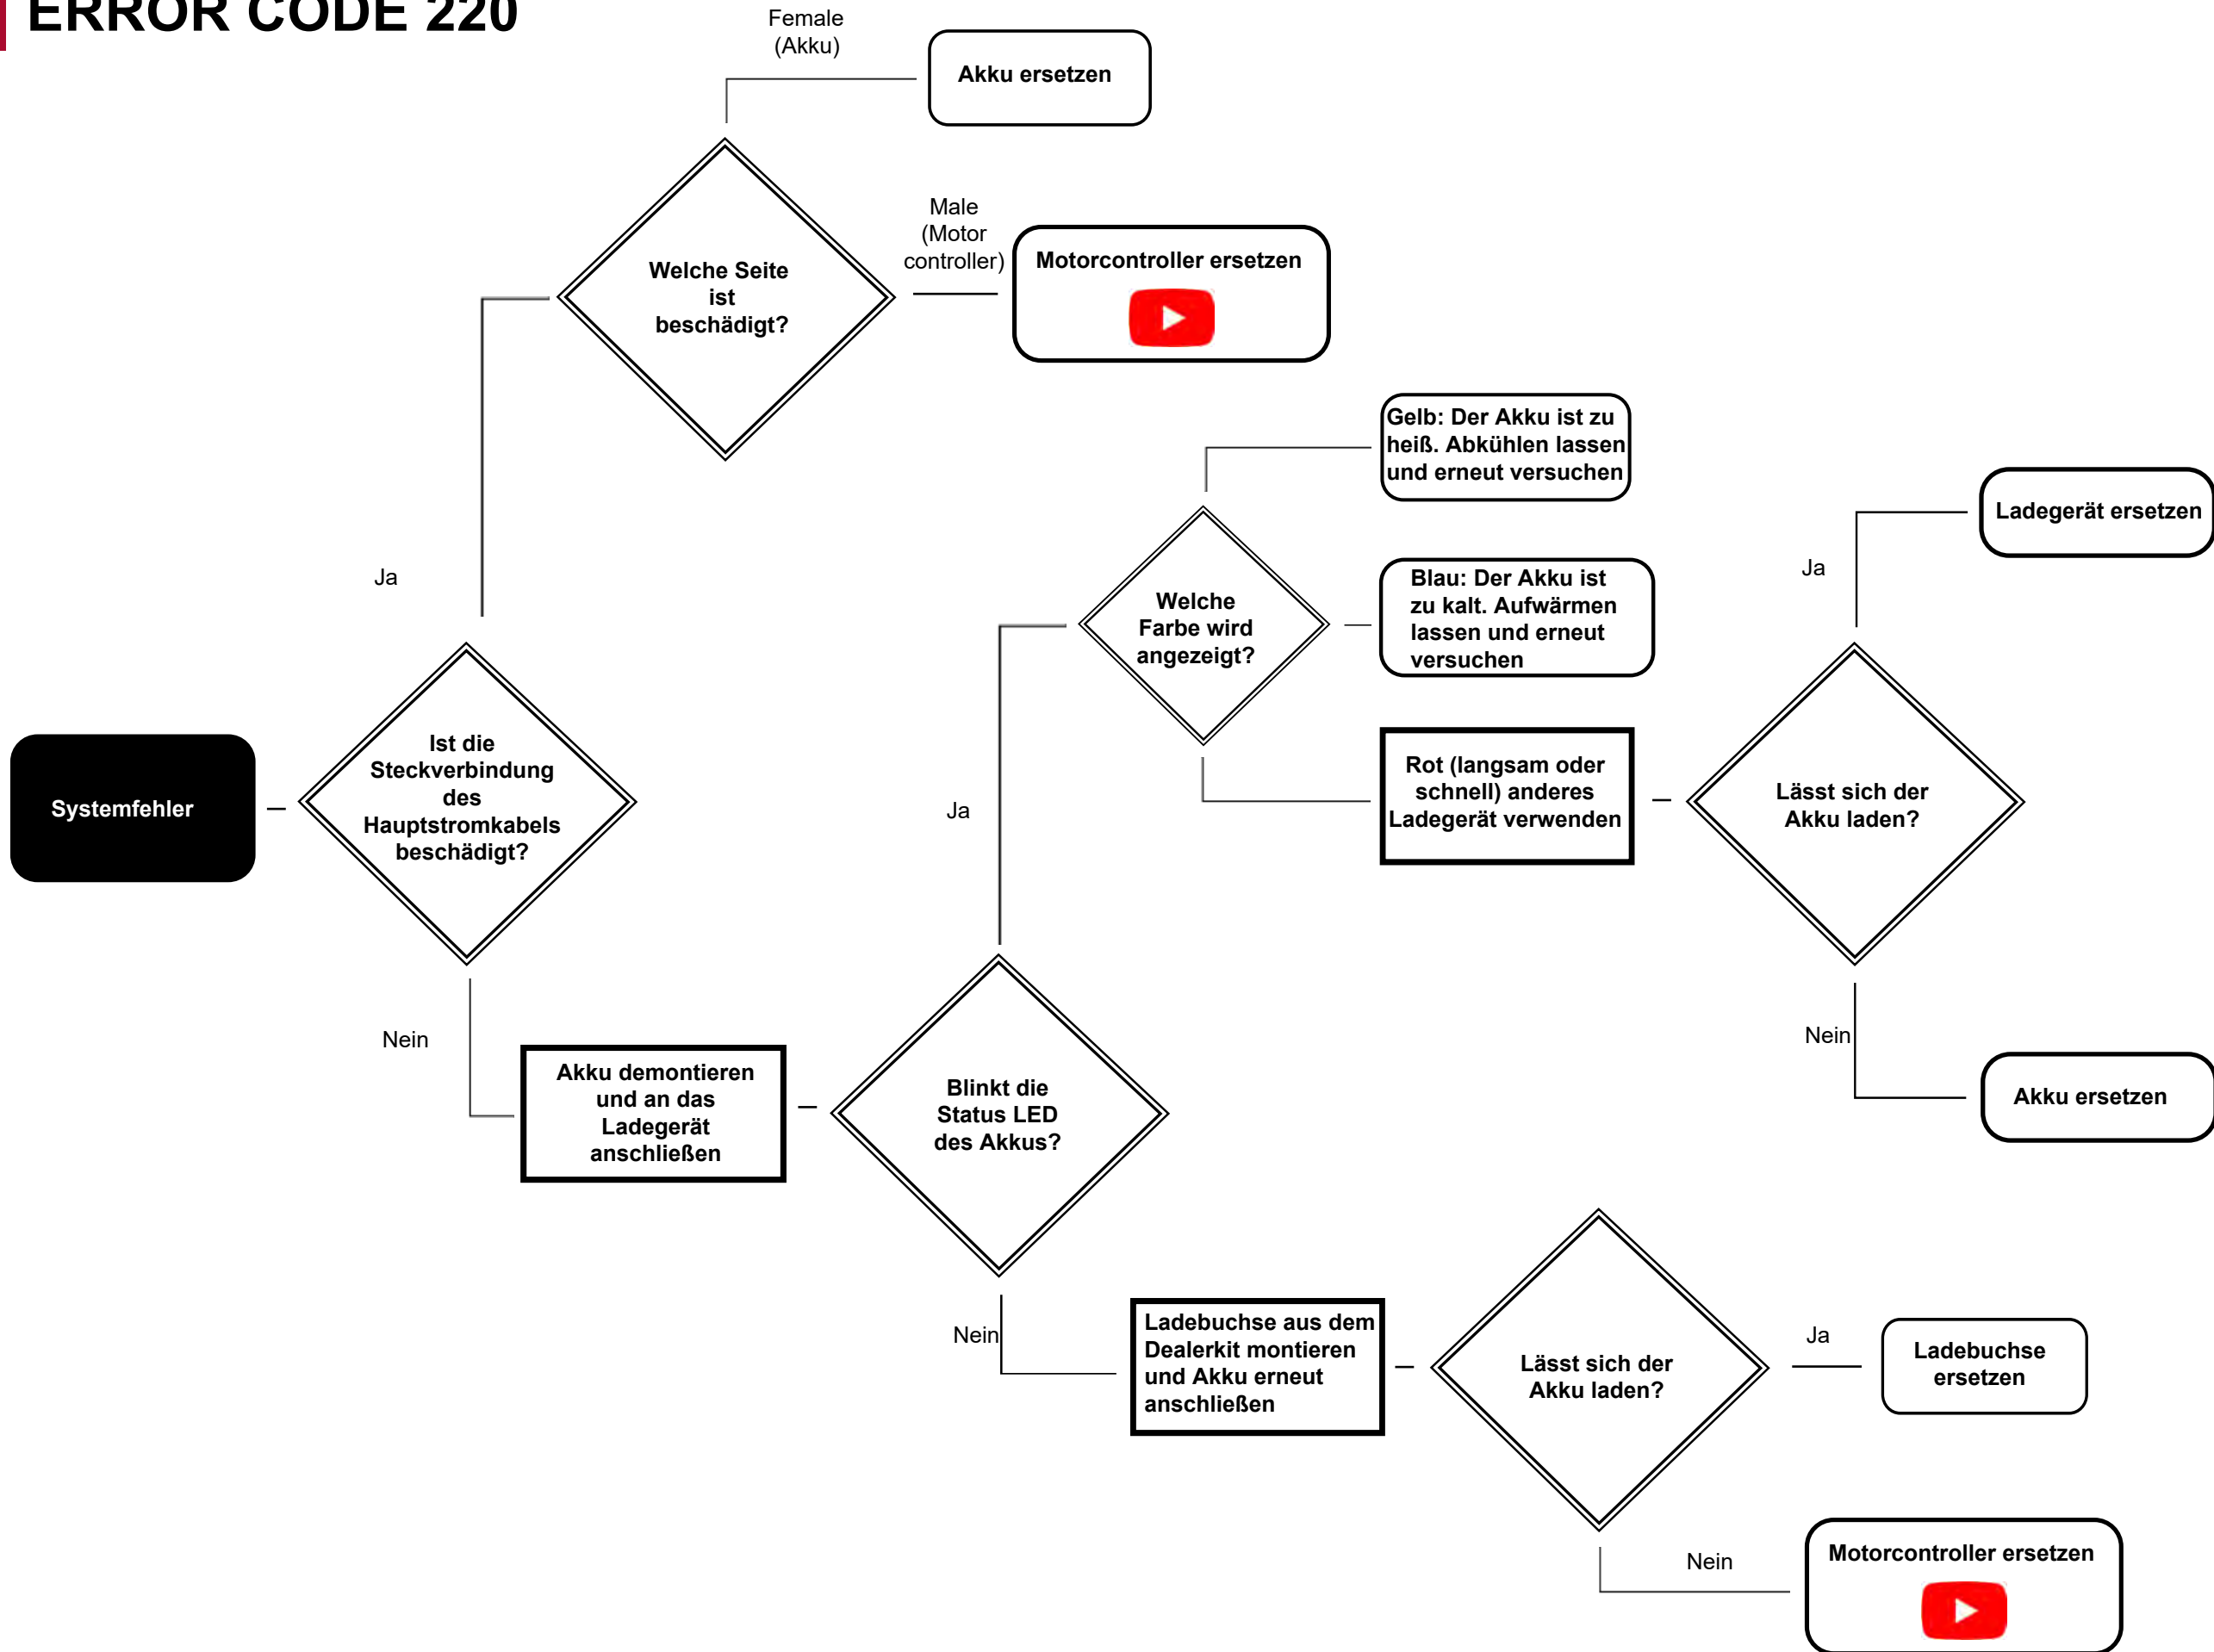 ERROR CODE 220
Female
(Akku)
Akku ersetzen
Male
(Motor
controller)
Motorcontroller ersetzen
Welche Seite
ist
beschädigt?
Gelb: Der Akku ist zu
heiß. Abkühlen lassen
und erneut versuchen
Ladegerät ersetzen
Ja
Ja
Welche
Farbe wird
angezeigt?
Blau: Der Akku ist
zu kalt. Aufwärmen
lassen und erneut
versuchen
Systemfehler
Ist die
Steckverbindung
des
Hauptstromkabels
beschädigt?
Ja
Rot (langsam oder
schnell) anderes
Ladegerät verwenden
Lässt sich der
Akku laden?
Nein
Nein
Akku demontieren
und an das
Ladegerät
anschließen
Blinkt die
Status LED
des Akkus?
Akku ersetzen
Nein
Ladebuchse aus dem
Dealerkit montieren
und Akku erneut
anschließen
Lässt sich der
Akku laden?
Ja
Ladebuchse
ersetzen
Nein
Motorcontroller ersetzen